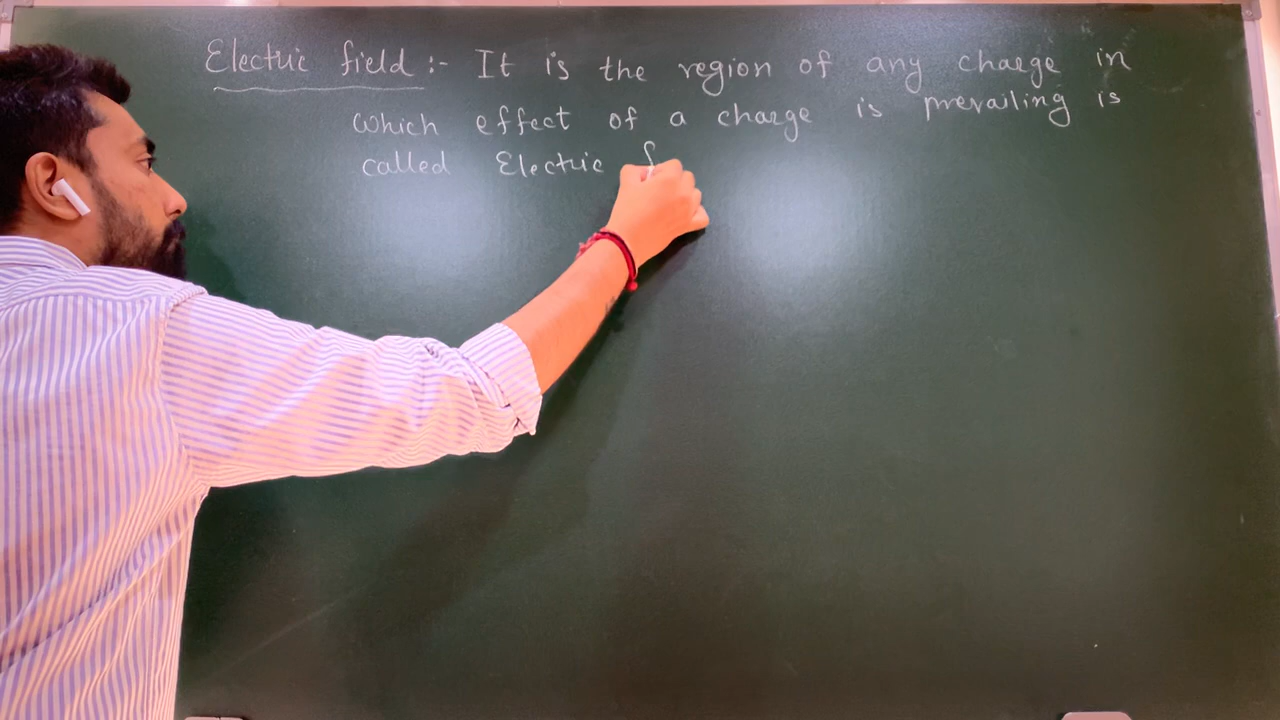 Electric field :- It is the region of any charge in
which effect of a charge is prevailing is
called Electric f